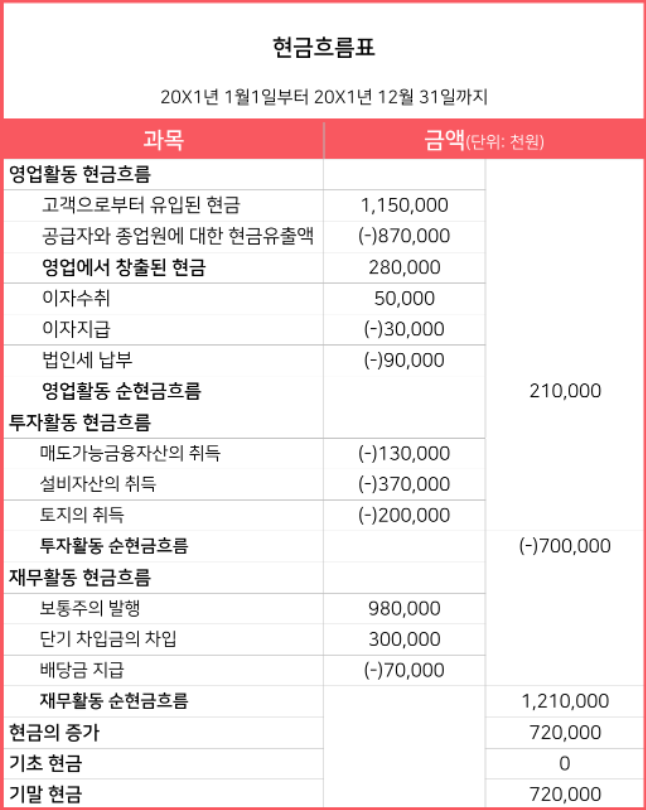 현금흐름표
20X1년 1월1일부터 20X1년 12월 31일까지
과목 금액(단위: 천원)
영업활동 현금흐름
고객으로부터 유입된 현금 1,150,000
공급자와 종업원에 대한 현금유출액 (-)870,000
영업에서 창출된 현금 280,000
이자수취 50,000
이자지급 (-)30,000
법인세 납부 (-)90,000
영업활동 순현금흐름 210,000
투자활동 현금흐름
매도가능금융자산의 취득 (-)130,000
설비자산의 취득 (-)370,000
토지의 취득 (-)200,000
투자활동 순현금흐름 (-)700,000
재무활동 현금흐름
보통주의 발행 980,000
단기 차입금의 차입 300,000
배당금 지급 (-)70,000
재무활동 순현금흐름 1,210,000
현금의 증가 720,000
기초 현금 0
기말 현금 720,000